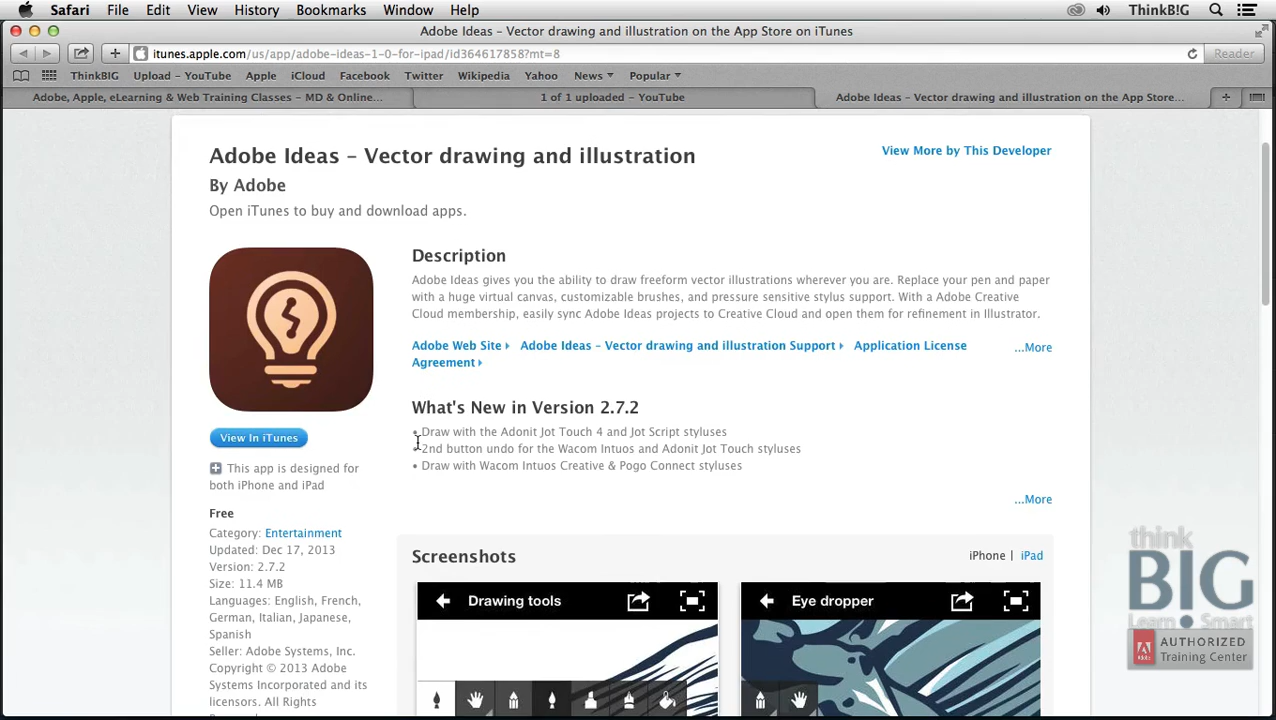 Safari File Edit View History Bookmarks Window Help ThinkB!G
Adobe Ideas – Vector drawing and illustration on the App Store on iTunes
itunes.apple.com/us/app/adobe-ideas-1-0-for-ipad/id364617858?mt=8 Reader
ThinkBIG Upload – YouTube Apple iCloud Facebook Twitter Wikipedia Yahoo News Popular
Adobe, Apple, eLearning & Web Training Classes – MD & Online... 1 of 1 uploaded – YouTube Adobe Ideas – Vector drawing and illustration on the App Store...
Adobe Ideas – Vector drawing and illustration
View More by This Developer
By Adobe
Open iTunes to buy and download apps.
Description
Adobe Ideas gives you the ability to draw freeform vector illustrations wherever you are. Replace your pen and paper
with a huge virtual canvas, customizable brushes, and pressure sensitive stylus support. With a Adobe Creative
Cloud membership, easily sync Adobe Ideas projects to Creative Cloud and open them for refinement in Illustrator.
Adobe Web Site Adobe Ideas – Vector drawing and illustration Support Application License
Agreement
...More
What's New in Version 2.7.2
• Draw with the Adonit Jot Touch 4 and Jot Script styluses
• 2nd button undo for the Wacom Intuos and Adonit Jot Touch styluses
• Draw with Wacom Intuos Creative & Pogo Connect styluses
...More
View In iTunes
This app is designed for
both iPhone and iPad
Free
Category: Entertainment
Updated: Dec 17, 2013
Version: 2.7.2
Size: 11.4 MB
Languages: English, French,
German, Italian, Japanese,
Spanish
Seller: Adobe Systems, Inc.
Copyright © 2013 Adobe
Systems Incorporated and its
licensors. All Rights
Screenshots
iPhone | iPad
Drawing tools
Eye dropper
think
B!G
Learn Smart
AUTHORIZED
Training Center